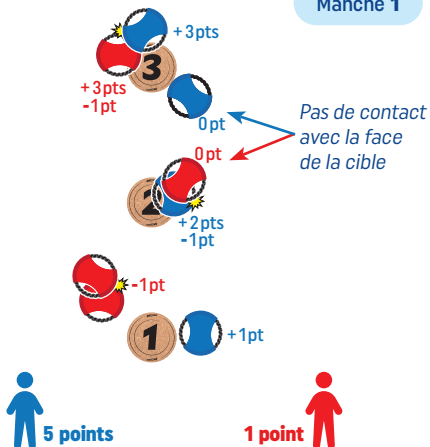 Manche 1
+3pts
3
+3pts
-1pt
0pt
Pas de contact
avec la face
de la cible
0pt
2
+2pts
-1pt
-1pt
1
+1pt
5 points
1 point